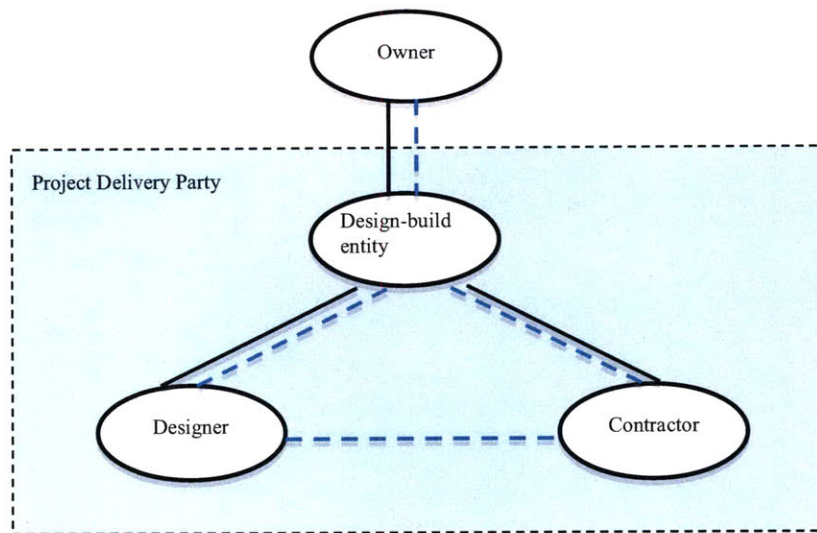 Owner
Project Delivery Party
Design-build
entity
Designer
Contractor